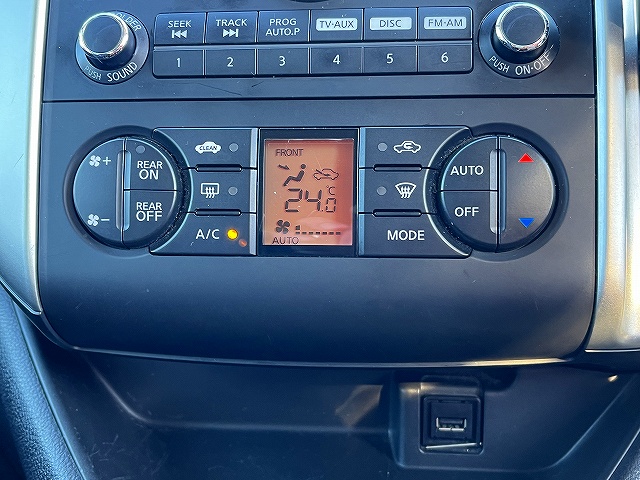 SEEK
TRACK
PROG
AUTO.P
TV·AUX
DISC
FM·AM
PUSH SOUND
1
2
3
4
5
6
PUSH ON·OFF
CLEAN
FRONT
+
REAR
ON
AUTO
24.0
°C
-
REAR
OFF
OFF
A/C
AUTO
MODE